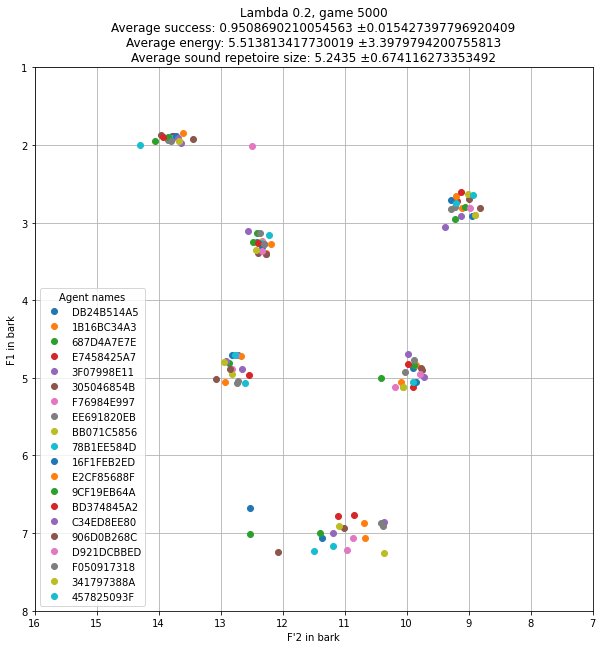 Lambda 0.2, game 5000
Average success: 0.9508690210054563 ±0.015427397796920409
Average energy: 5.513813417730019 ±3.3979794200755813
Average sound repetoire size: 5.2435 ±0.674116273353492
1
2
3
4
5
6
7
8
F1 in bark
Agent names
DB24B514A5
1B16BC34A3
687D4A7E7E
E7458425A7
3F07998E11
305046854B
F76984E997
EE691820EB
BB071C5856
78B1EE584D
16F1FEB2ED
E2CF85688F
9CF19EB64A
BD374845A2
C34ED8EE80
906D0B268C
D921DCBBED
F050917318
341797388A
457825093F
16 15 14 13 12 11 10 9 8 7
F'2 in bark